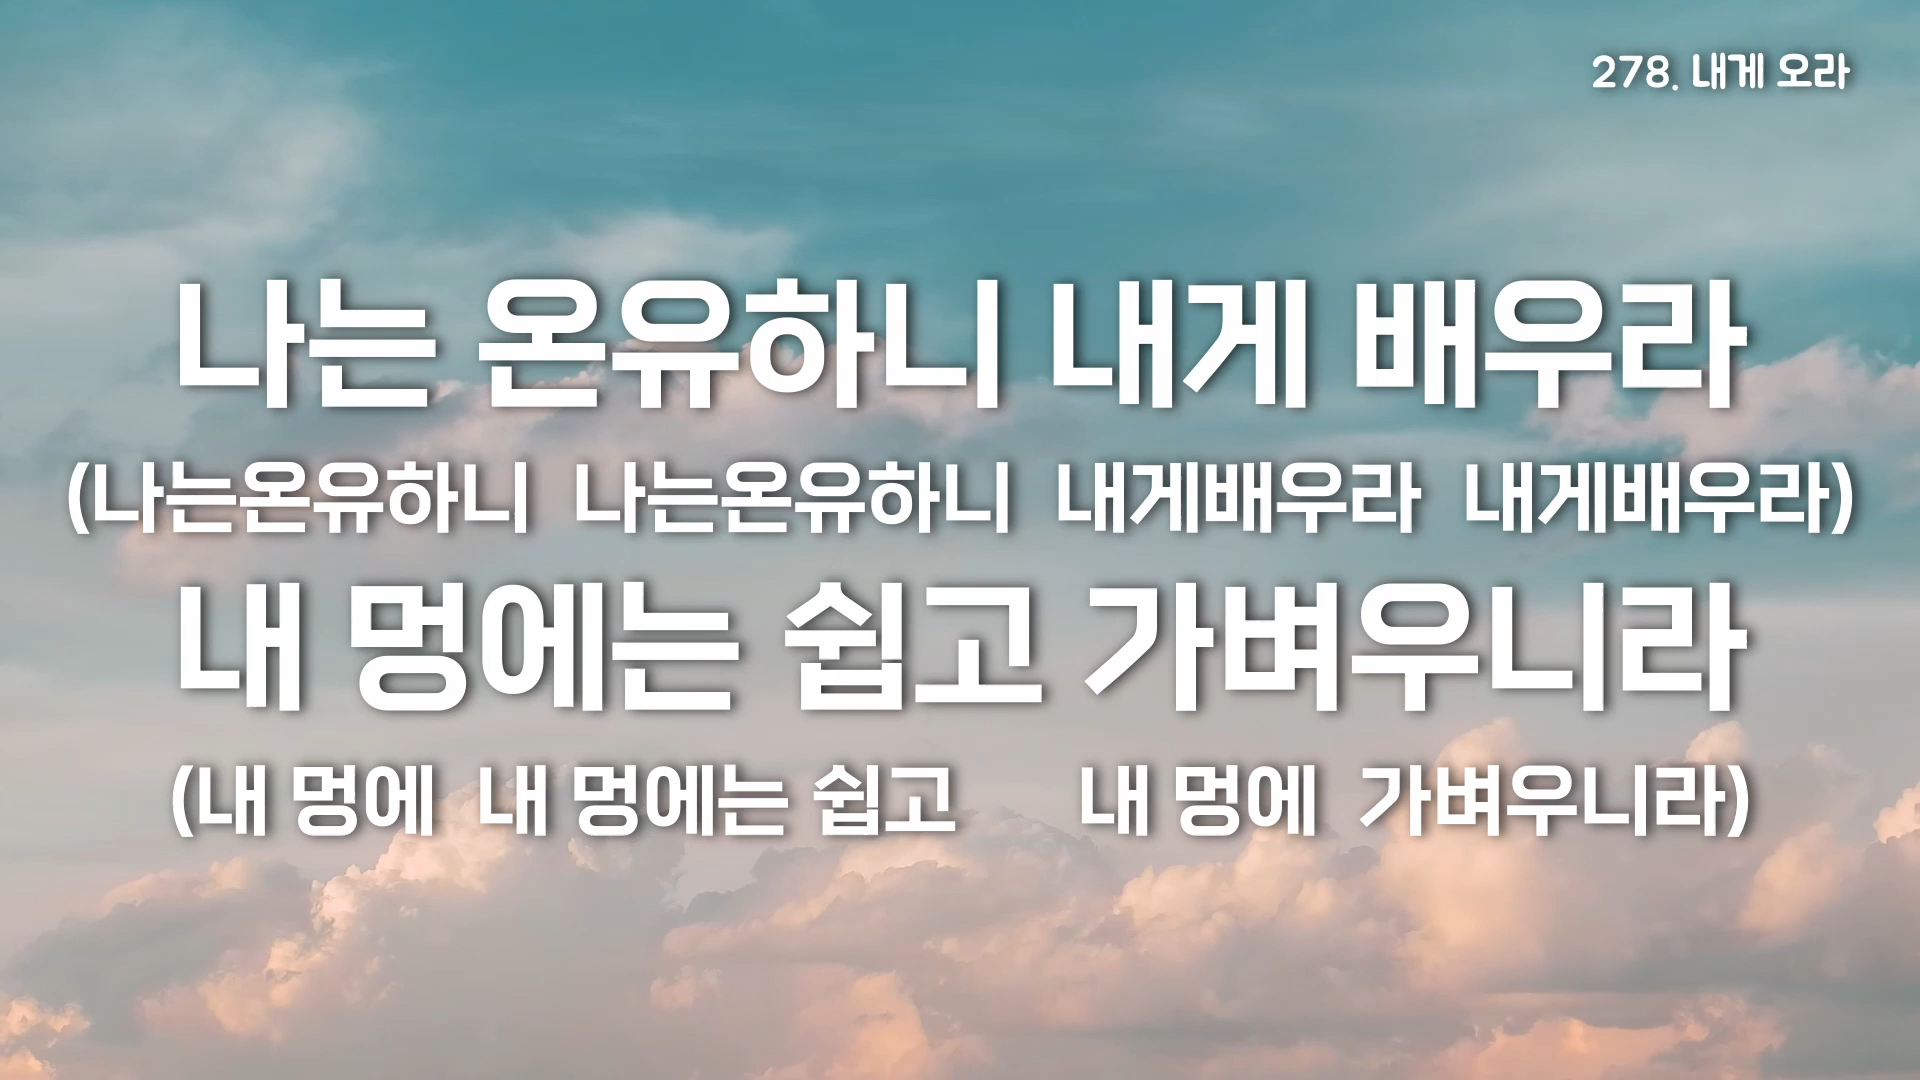 278. 내게 오라
나는 온유하니 내게 배우라
(나는온유하니 나는온유하니 내게배우라 내게배우라)
내 멍에는 쉽고 가벼우니라
(내 멍에 내 멍에는 쉽고 내 멍에 가벼우니라)